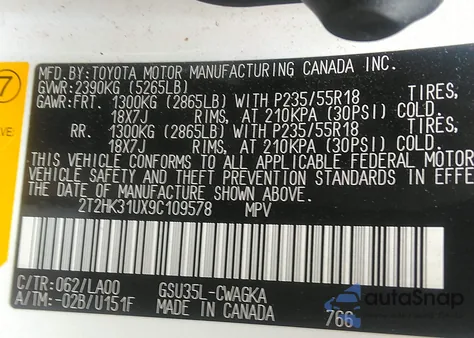 7
MFD.BY:TOYOTA MOTOR MANUFACTURING CANADA INC.
GVWR:2390KG (5265LB)
GAWR:FRT. 1300KG (2865LB) WITH P235/55R18 TIRES,
18X7J RIMS, AT 210KPA (30PSI) COLD.
RR. 1300KG (2865LB) WITH P235/55R18 TIRES,
18X7J RIMS, AT 210KPA (30PSI) COLD.
THIS VEHICLE CONFORMS TO ALL APPLICABLE FEDERAL MOTOR
VEHICLE SAFETY AND THEFT PREVENTION STANDARDS IN EFFE
THE DATE OF MANUFACTURE SHOWN ABOVE.
2T2HK31UX9C109578 MPV
C/TR:062/LA00 GSU35L-CWAGKA
A/TM:-02B/U151F MADE IN CANADA 766
autoSnap